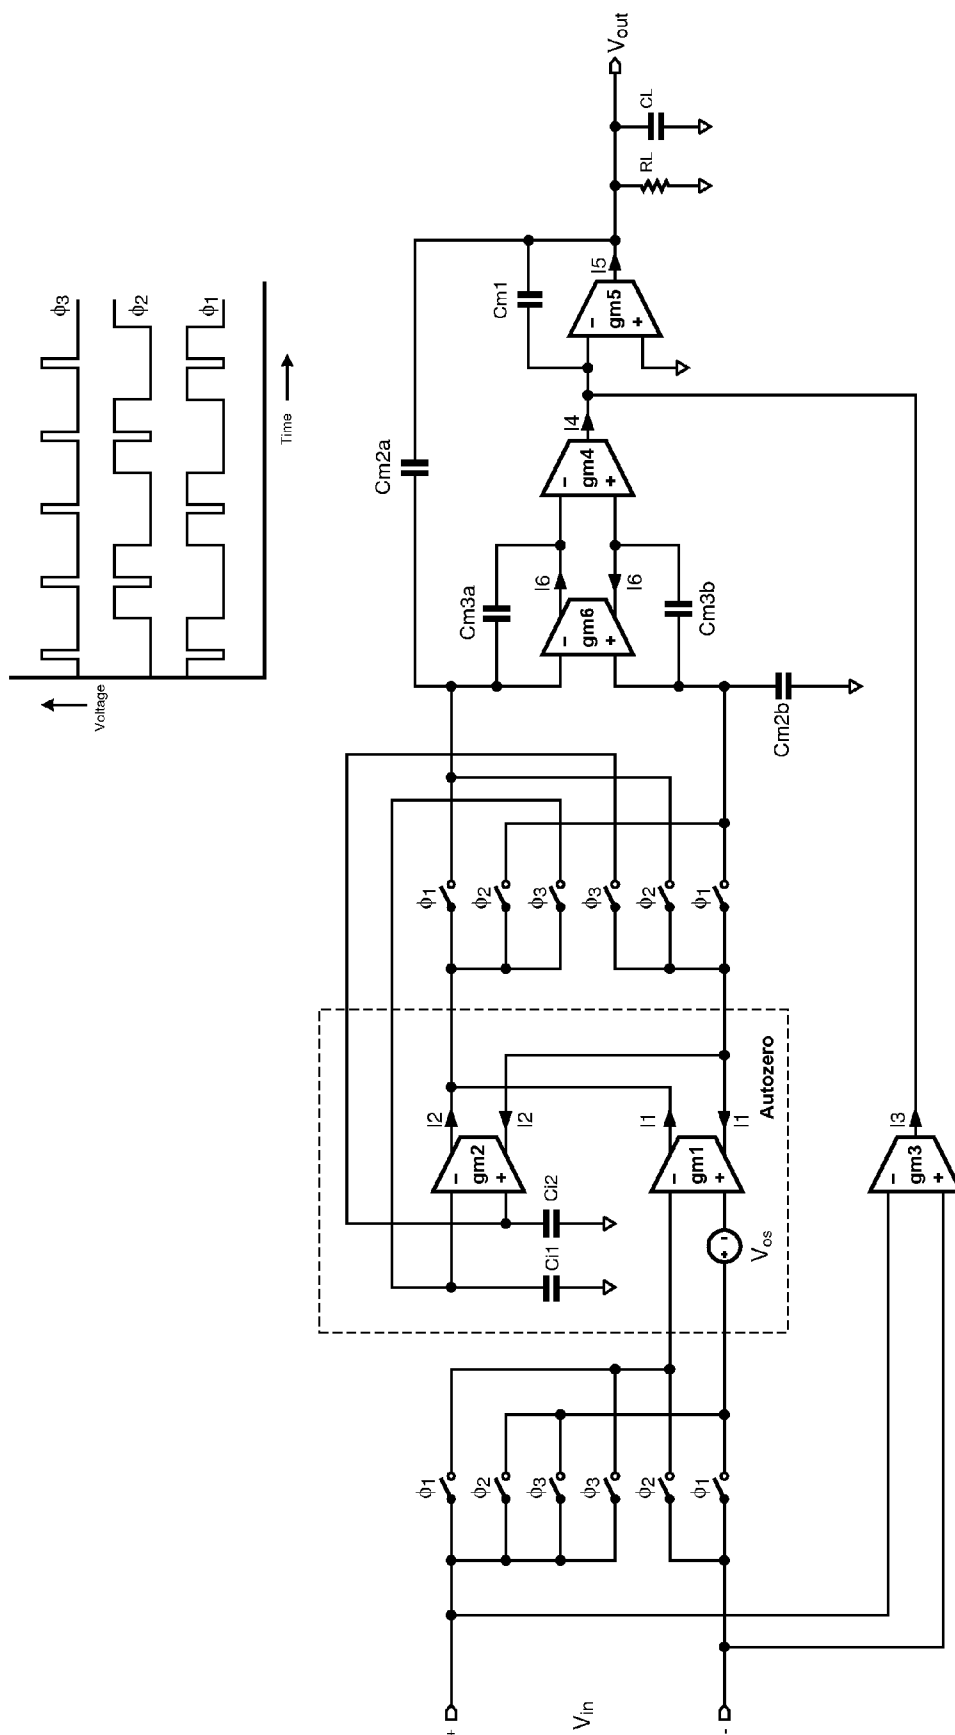 Voltage
Time
ϕ3
ϕ2
ϕ1
+
Vin
-
ϕ1
ϕ2
ϕ3
ϕ3
ϕ2
ϕ1
Autozero
Ci1
Ci2
-
gm2
+
I2
I2
-
gm1
+
I1
I1
+
-
Vos
-
gm3
+
I3
ϕ1
ϕ2
ϕ3
ϕ3
ϕ2
ϕ1
Cm2a
Cm3a
-
gm6
+
I6
I6
Cm3b
Cm2b
-
gm4
+
I4
Cm1
-
gm5
+
I5
RL
CL
Vout